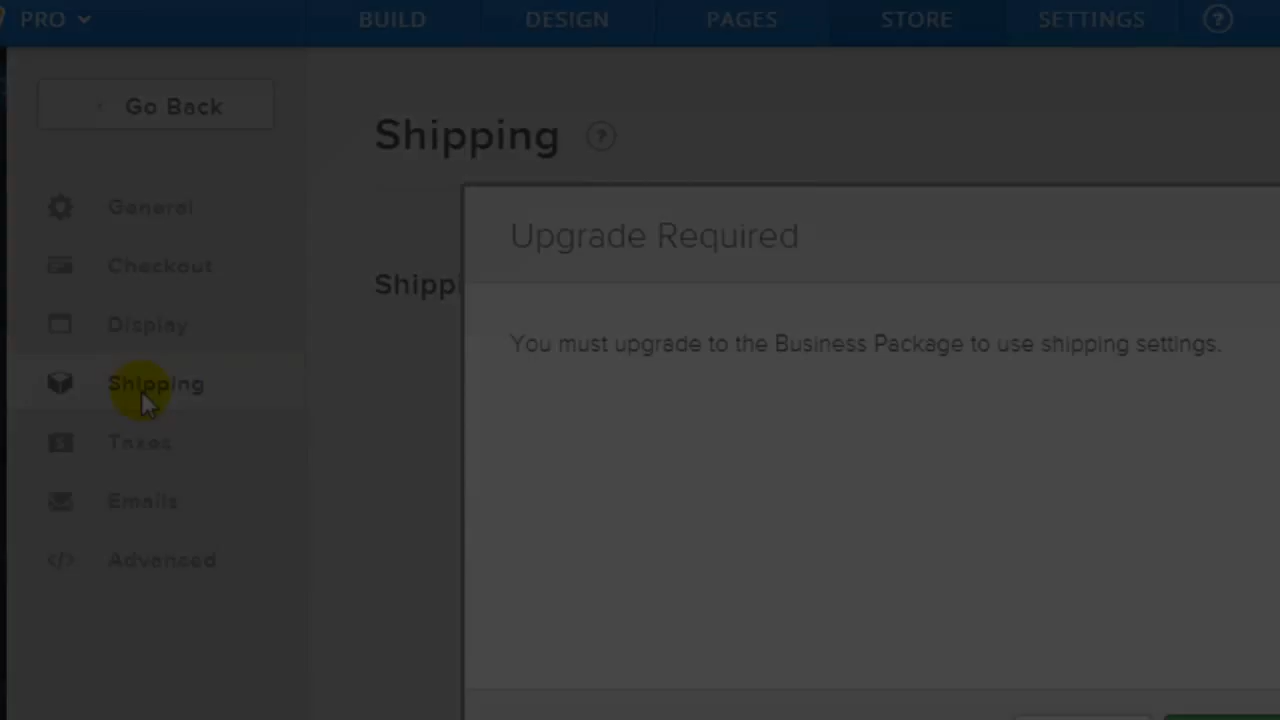 PRO BUILD DESIGN PAGES STORE SETTINGS ?
Go Back
Shipping ?
General
Upgrade Required
Checkout
Shippi
Display
You must upgrade to the Business Package to use shipping settings.
Shipping
Taxes
Emails
Advanced